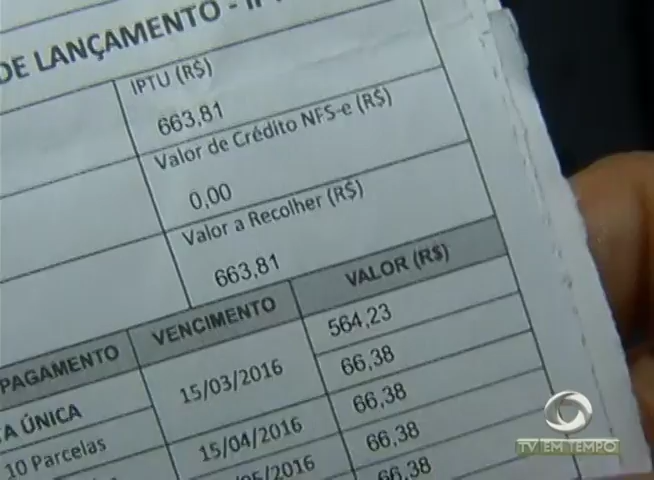 DE LANÇAMENTO -
IPTU (R$)
663,81
Valor de Crédito NFS-e (R$)
0,00
Valor a Recolher (R$)
663,81
PAGAMENTO VENCIMENTO VALOR (R$)
ÚNICA 15/03/2016 564,23
66,38
10 Parcelas 15/04/2016 66,38
/2016 66,38
66,38
TV EM TEMPO